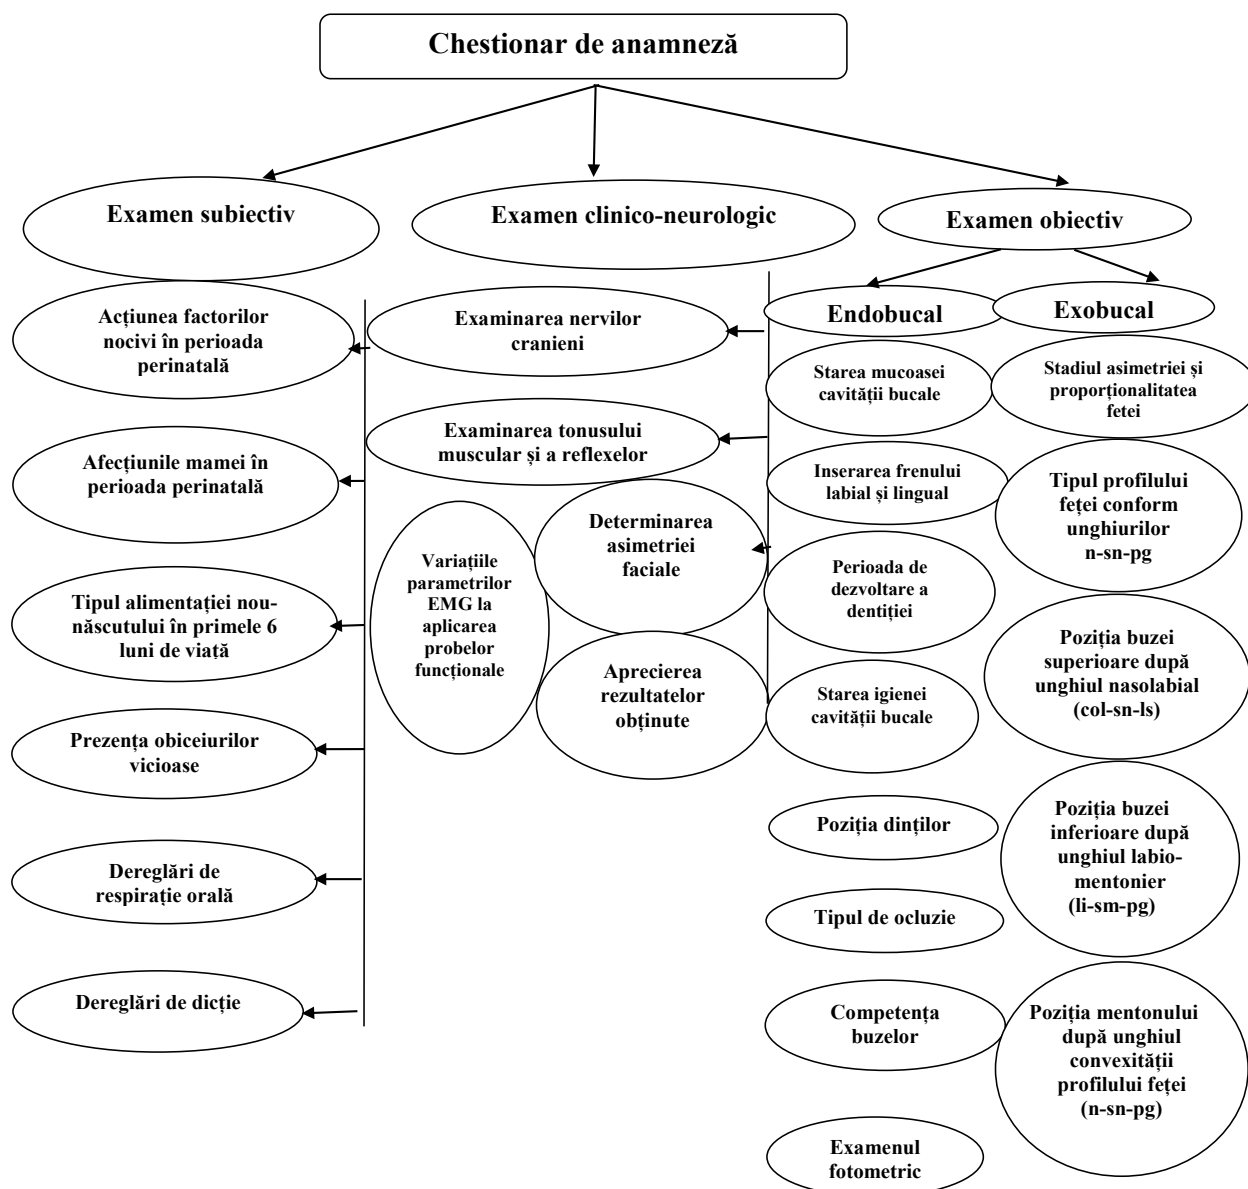 Chestionar de anamneză
Examen subiectiv
Acțiunea factorilor
nocivi în perioada
perinatală
Afecțiunile mamei în
perioada perinatală
Tipul alimentației nou-
născutului în primele 6
luni de viață
Prezența obiceiurilor
vicioase
Dereglări de
respirație orală
Dereglări de dicție
Examen clinico-neurologic
Examinarea nervilor
cranieni
Examinarea tonusului
muscular și a reflexelor
Determinarea
asimetriei
faciale
Variațiile
parametrilor
EMG la
aplicarea
probelor
funcționale
Aprecierea
rezultatelor
obținute
Examen obiectiv
Endobucal
Starea mucoasei
cavității bucale
Inserarea frenului
labial și lingual
Perioada de
dezvoltare a
dentiției
Starea igienei
cavității bucale
Poziția dinților
Tipul de ocluzie
Competența
buzelor
Examenul
fotometric
Exobucal
Stadiul asimetriei și
proporționalitatea
fetei
Tipul profilului
feței conform
unghiurilor
n-sn-pg
Poziția buzei
superioare după
unghiul nasolabial
(col-sn-ls)
Poziția buzei
inferioare după
unghiul labio-
mentonier
(li-sm-pg)
Poziția mentonului
după unghiul
convexității
profilului feței
(n-sn-pg)